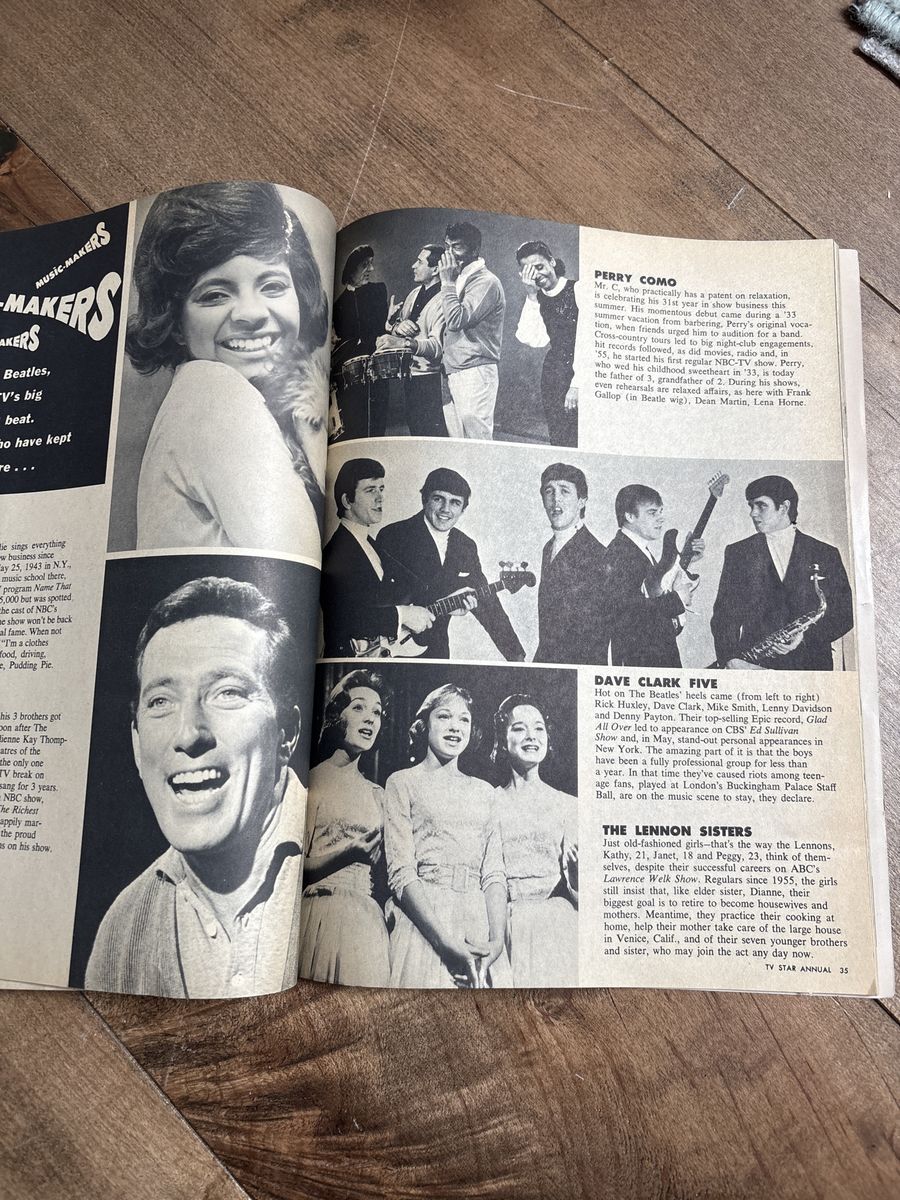 MUSIC-MAKERS
-MAKERS
AKERS
Beatles,
TV's big
beat.
ho have kept
re . . .
lie sings everything
w business since
ay 25, 1943 in N.Y.,
music school there,
program Name That
5,000 but was spotted
the cast of NBC's
e show won't be back
al fame. When not
"I'm a clothes
food, driving,
e, Pudding Pie.
his 3 brothers got
oon after The
dienne Kay Thomp-
atres of the
the only one
TV break on
sang for 3 years.
NBC show,
The Richest
appily mar-
the proud
s on his show.
PERRY COMO
Mr. C, who practically has a patent on relaxation,
is celebrating his 31st year in show business this
summer. His momentous debut came during a '33
summer vacation from barbering, Perry's original voca-
tion, when friends urged him to audition for a band.
Cross-country tours led to big night-club engagements,
hit records followed, as did movies, radio and, in
'55, he started his first regular NBC-TV show. Perry,
who wed his childhood sweetheart in '33, is today
the father of 3, grandfather of 2. During his shows,
even rehearsals are relaxed affairs, as here with Frank
Gallop (in Beatle wig), Dean Martin, Lena Horne.
DAVE CLARK FIVE
Hot on The Beatles' heels came (from left to right)
Rick Huxley, Dave Clark, Mike Smith, Lenny Davidson
and Denny Payton. Their top-selling Epic record, Glad
All Over led to appearance on CBS' Ed Sullivan
Show and, in May, stand-out personal appearances in
New York. The amazing part of it is that the boys
have been a fully professional group for less than
a year. In that time they've caused riots among teen-
age fans, played at London's Buckingham Palace Staff
Ball, are on the music scene to stay, they declare.
THE LENNON SISTERS
Just old-fashioned girls—that's the way the Lennons,
Kathy, 21, Janet, 18 and Peggy, 23, think of them-
selves, despite their successful careers on ABC's
Lawrence Welk Show. Regulars since 1955, the girls
still insist that, like elder sister, Dianne, their
biggest goal is to retire to become housewives and
mothers. Meantime, they practice their cooking at
home, help their mother take care of the large house
in Venice, Calif., and of their seven younger brothers
and sister, who may join the act any day now.
TV STAR ANNUAL 35